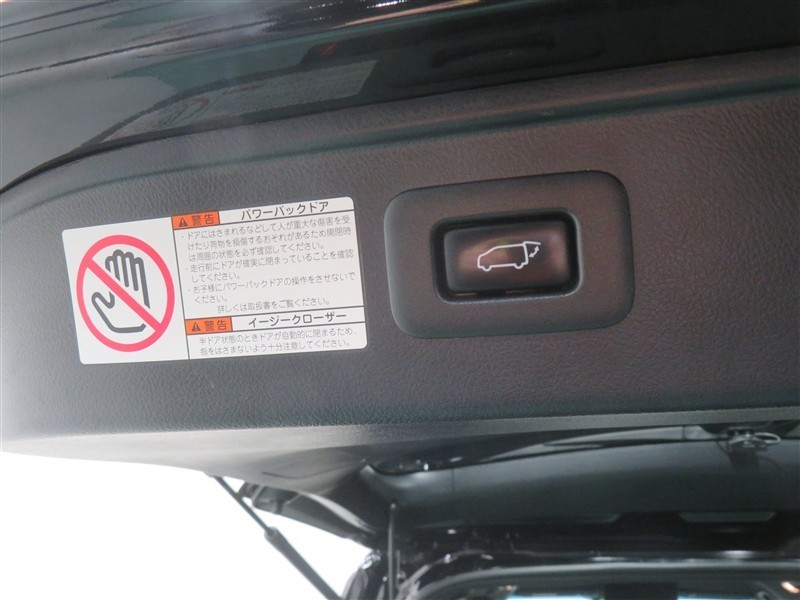 警告 パワーバックドア
・ドアにはさまれるなどして人が重大な傷害を受
けたり荷物を損傷するおそれがあるため開閉時
は周囲の状態を必ず確認してください。
・走行前にドアが確実に閉まっていることを確認
してください。
・お子様にパワーバックドアの操作をさせないで
ください。
詳しくは取扱書をご覧ください。
警告 イージークローザー
半ドア状態のときドアが自動的に閉まるため、
指をはさまないよう十分注意してください。